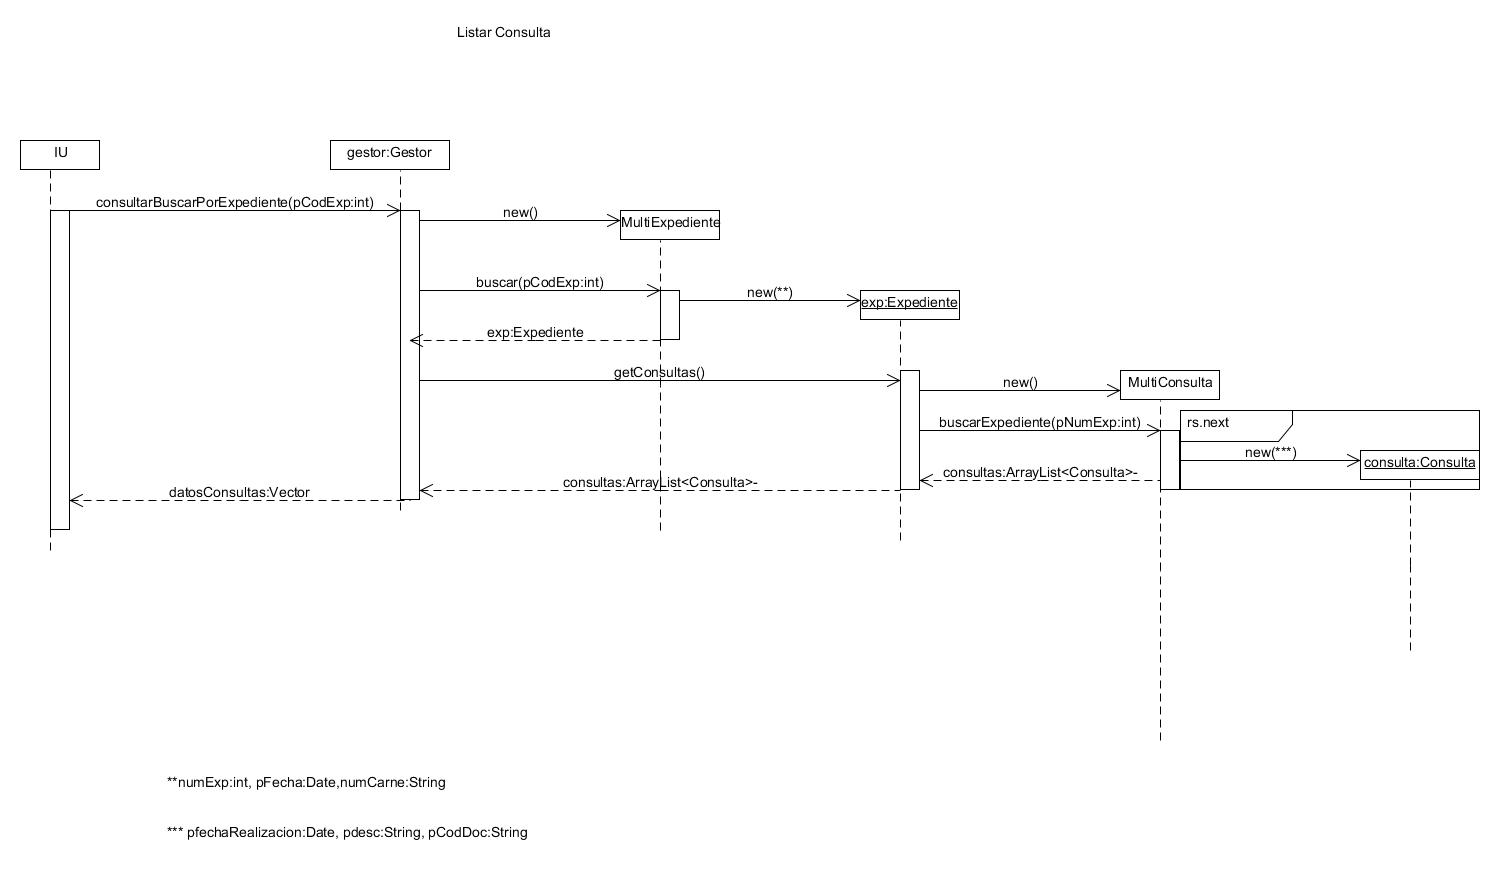 Listar Consulta
IU
gestor:Gestor
consultarBuscarPorExpediente(pCodExp:int)
new()
MultiExpediente
buscar(pCodExp:int)
new(**)
exp:Expediente
exp:Expediente
getConsultas()
new()
MultiConsulta
buscarExpediente(pNumExp:int)
rs.next
new(***)
consulta:Consulta
consultas:ArrayList<Consulta>-
consultas:ArrayList<Consulta>-
datosConsultas:Vector
**numExp:int, pFecha:Date,numCarne:String
*** pfechaRealizacion:Date, pdesc:String, pCodDoc:String